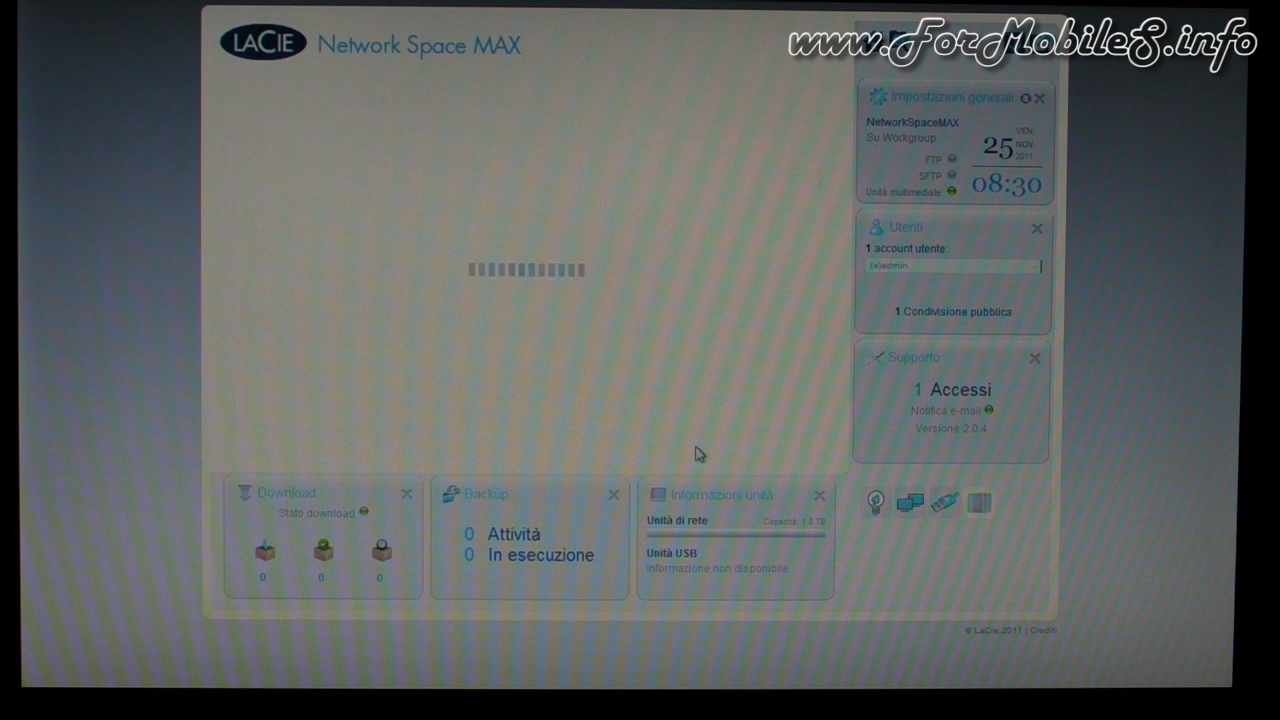 www.ForMobileS.info
LACIE Network Space MAX
Impostazioni generali
NetworkSpaceMAX
Su Workgroup
FTP
SFTP
Unità multimediale
VEN.
25 NOV.
2011
08:30
Utenti
1 account utente:
(a)admin
1 Condivisione pubblica
Supporto
1 Accessi
Notifica e-mail
Versione 2.0.4
Download
Stato download
0 0 0
Backup
0 Attività
0 In esecuzione
Informazioni unità
Unità di rete Capacità: 1.8 TB
Unità USB
Informazione non disponibile
© LaCie 2011 | Crediti